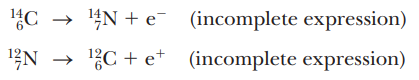 ¹⁴₆C → ¹⁴₇N + e⁻ (incomplete expression)
¹²₇N → ¹²₆C + e⁺ (incomplete expression)